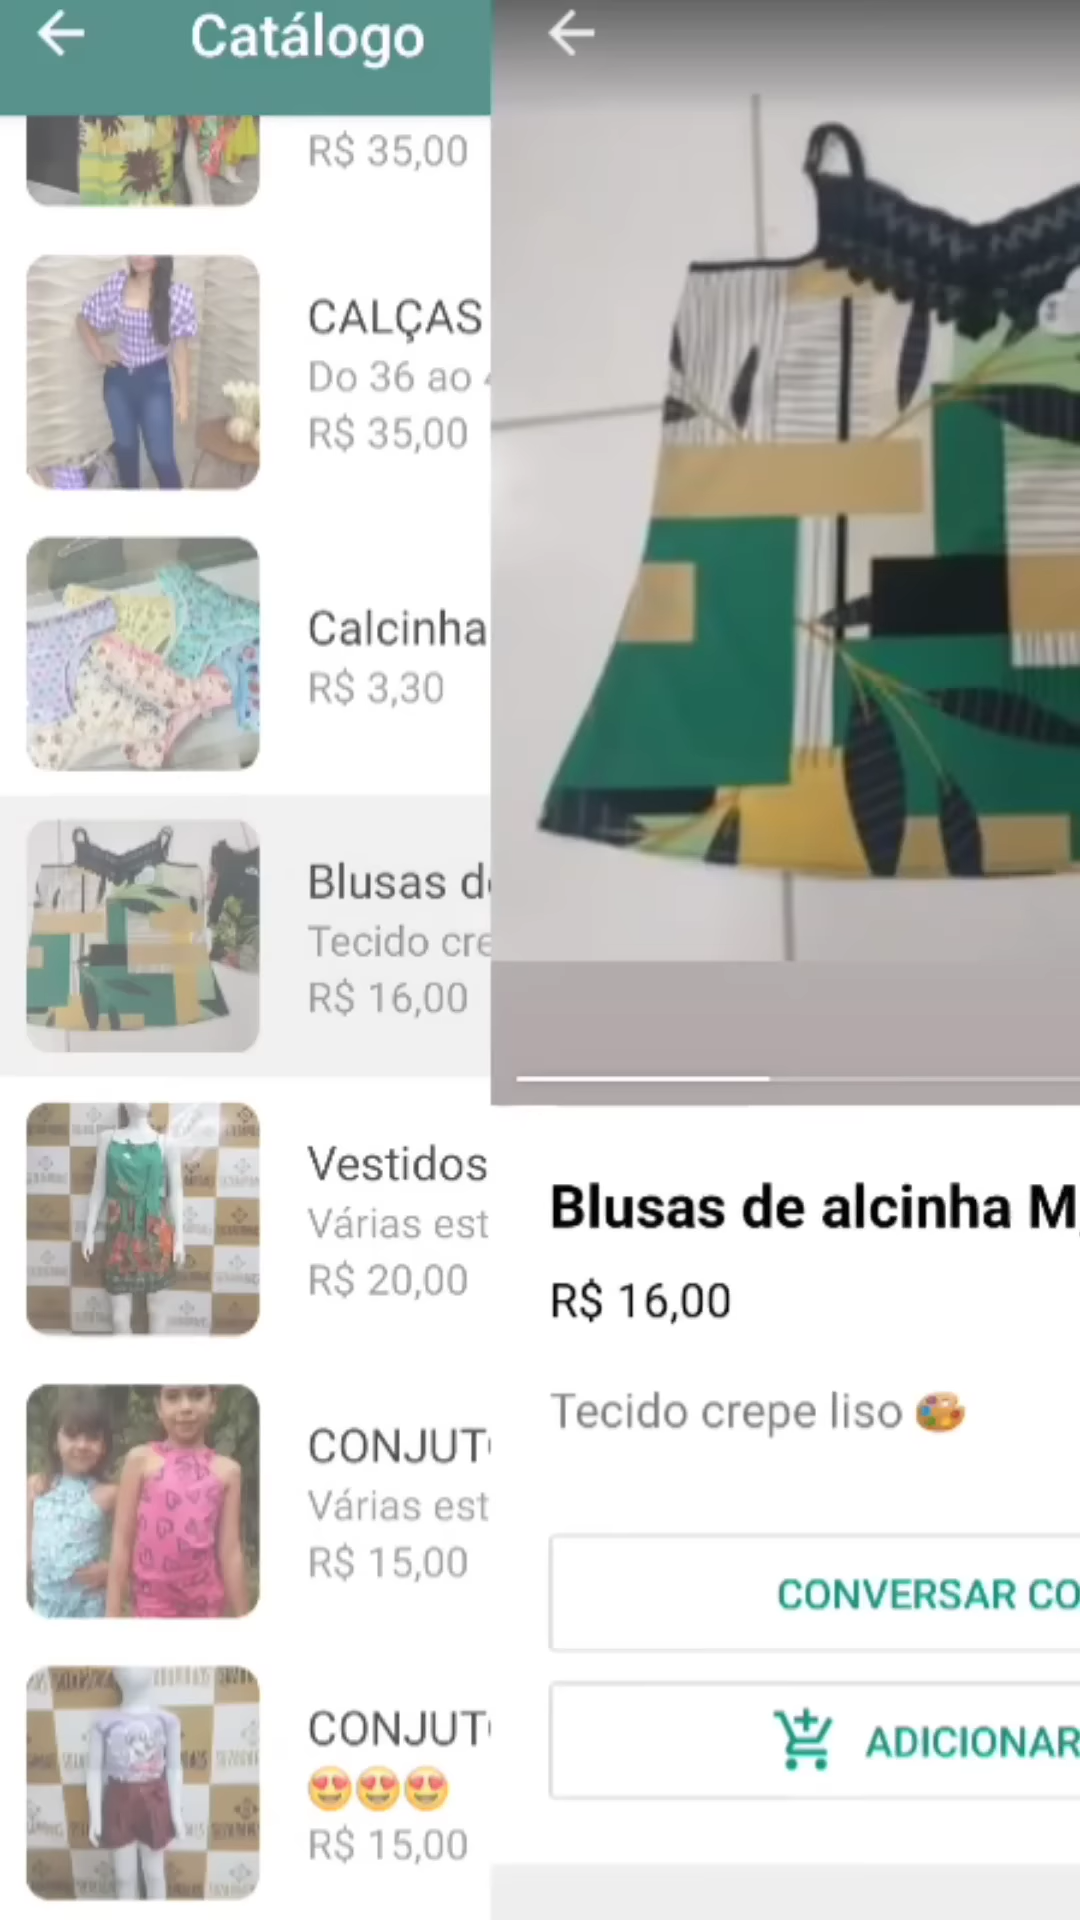 Catálogo
R$ 35,00
CALÇAS
Do 36 ao
R$ 35,00
Calcinha
R$ 3,30
Blusas de
Tecido cre
R$ 16,00
Vestidos
Várias est
R$ 20,00
CONJUT
Várias est
R$ 15,00
CONJUT
😍😍😍
R$ 15,00
Blusas de alcinha M,
R$ 16,00
Tecido crepe liso 🎨
CONVERSAR CO
ADICIONAR